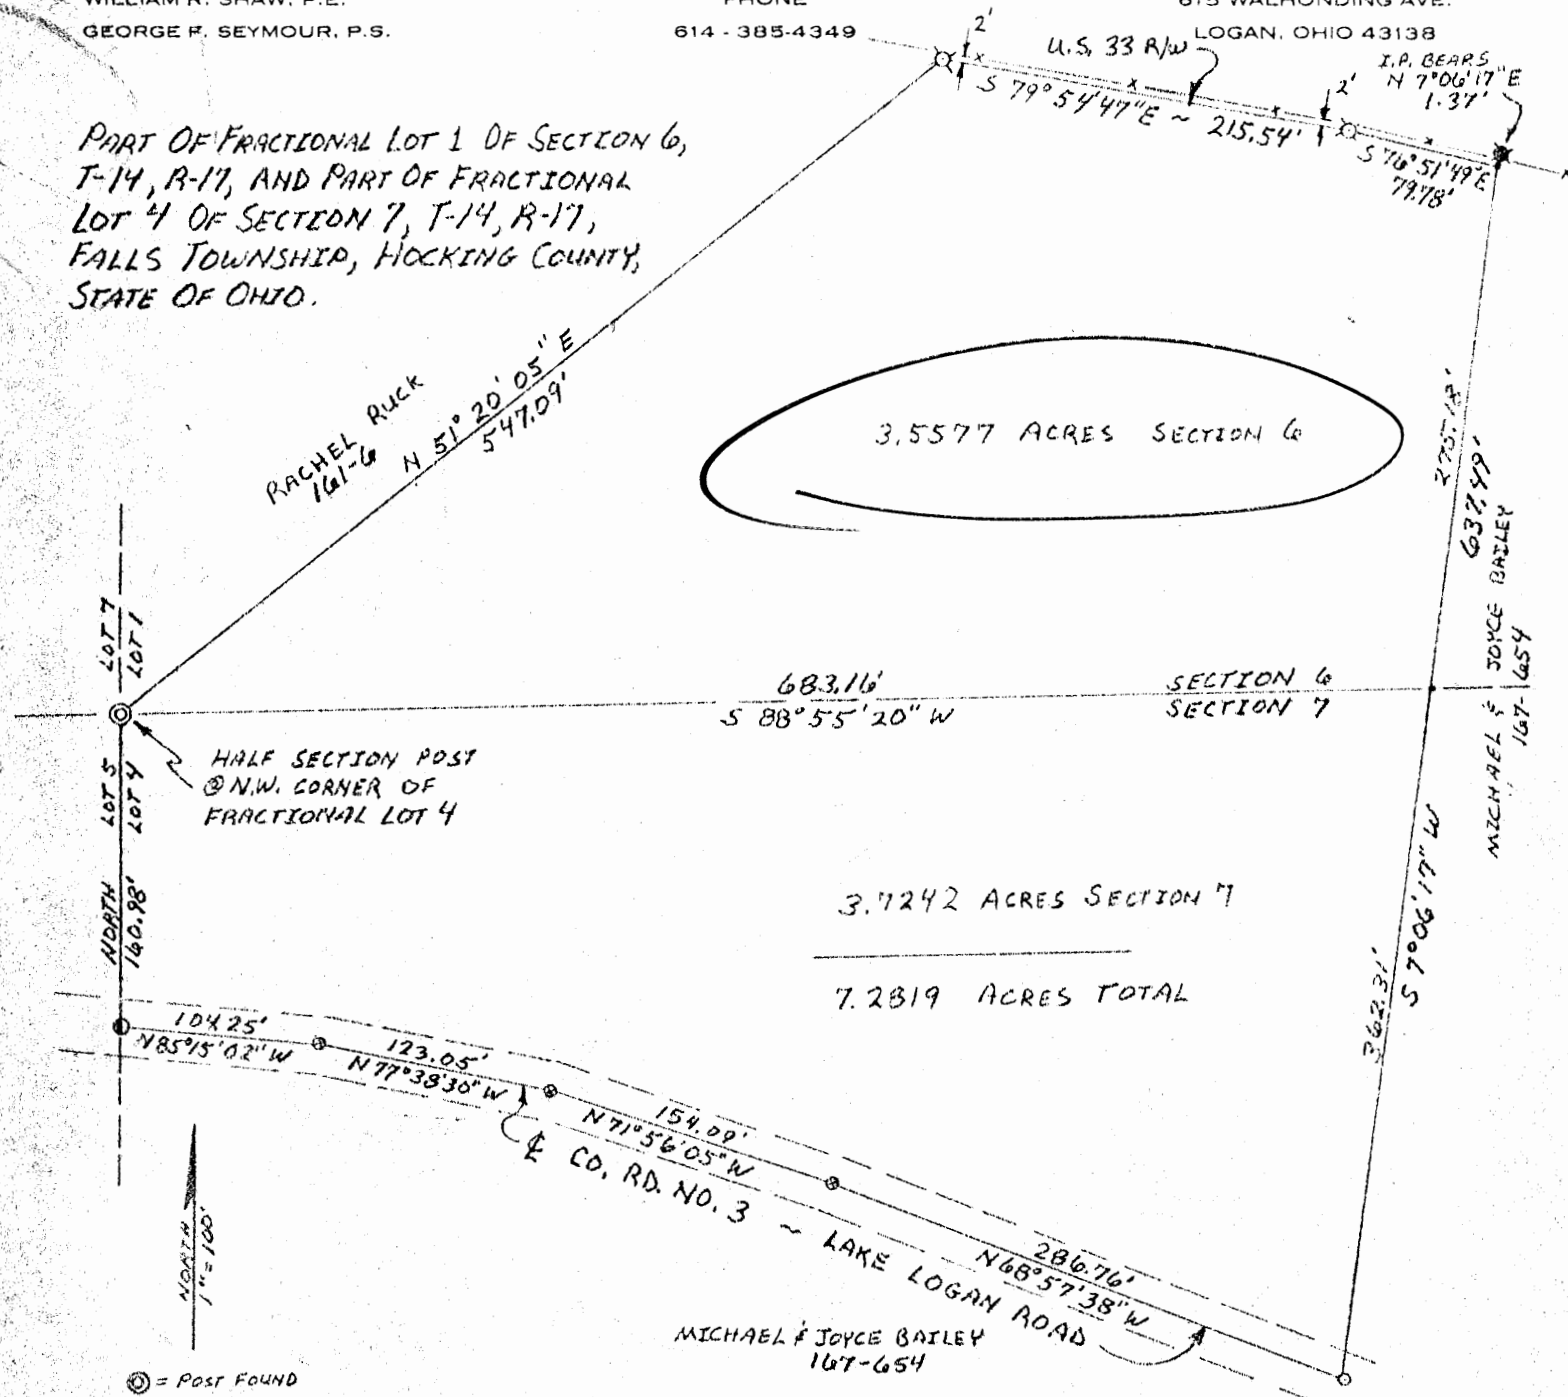 WILLIAM R. SHAW, P.E.
GEORGE F. SEYMOUR, P.S.
PHONE
614 - 385-4349
615 WALHONDING AVE.
LOGAN, OHIO 43138
PART OF FRACTIONAL LOT 1 OF SECTION 6,
T-14, R-17, AND PART OF FRACTIONAL
LOT 4 OF SECTION 7, T-14, R-17,
FALLS TOWNSHIP, HOCKING COUNTY,
STATE OF OHIO.
2'
U.S. 33 R/W
S 79° 54'47"E ~ 215.54'
2'
I.P. BEARS
N 7°06'17"E
1.37'
S 76°51'49"E
79.78'
RACHEL RUCK
161-6
N 51° 20' 05" E
547.09'
3.5577 ACRES SECTION 6
275.18'
637.49'
MICHAEL & JOYCE BAILEY
167-654
LOT 7
LOT 1
683.16'
S 88°55'20" W
SECTION 6
SECTION 7
HALF SECTION POST
@ N.W. CORNER OF
FRACTIONAL LOT 4
LOT 5
LOT 4
NORTH
160.98'
3.7242 ACRES SECTION 7
7.2819 ACRES TOTAL
362.31'
S 7°06'17" W
104.25'
N85°15'02" W
123.05'
N77°38'30" W
154.09'
N71°56'05" W
℄ CO. RD. NO. 3 ~ LAKE LOGAN ROAD
286.76'
N68°57'38" W
NORTH
1"=100'
MICHAEL & JOYCE BAILEY
167-654
◎ = POST FOUND